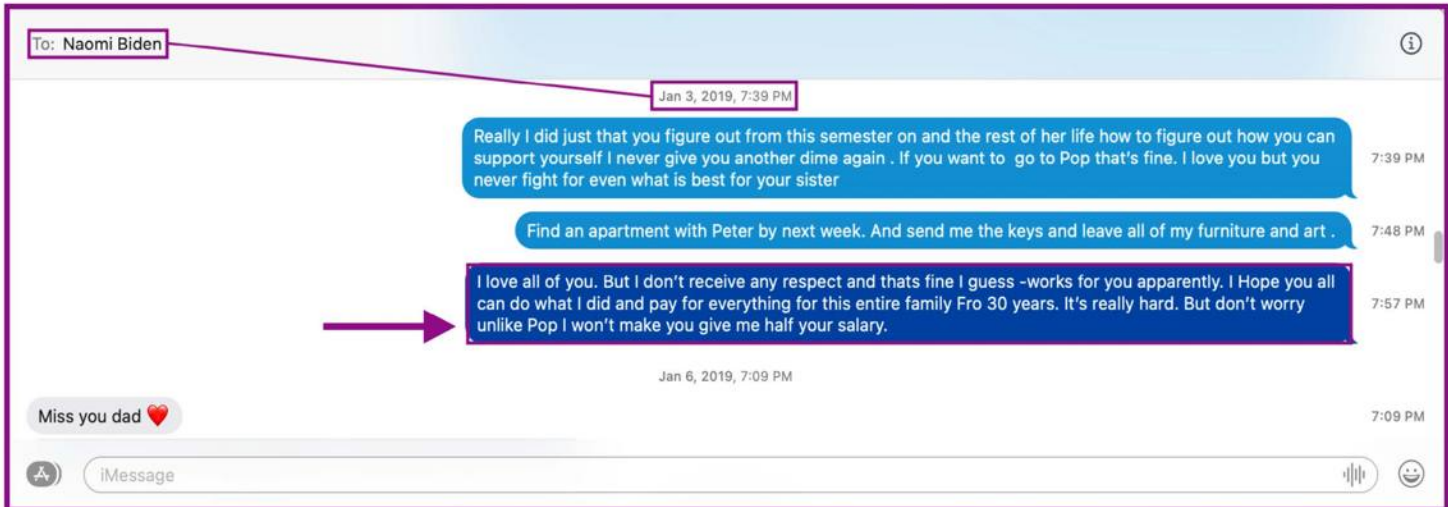 To: Naomi Biden
Jan 3, 2019, 7:39 PM
Really I did just that you figure out from this semester on and the rest of her life how to figure out how you can
support yourself I never give you another dime again . If you want to  go to Pop that's fine. I love you but you
never fight for even what is best for your sister
7:39 PM
Find an apartment with Peter by next week. And send me the keys and leave all of my furniture and art .
7:48 PM
I love all of you. But I don't receive any respect and thats fine I guess -works for you apparently. I Hope you all
can do what I did and pay for everything for this entire family Fro 30 years. It's really hard. But don't worry
unlike Pop I won't make you give me half your salary.
7:57 PM
Jan 6, 2019, 7:09 PM
Miss you dad ❤️
7:09 PM
iMessage